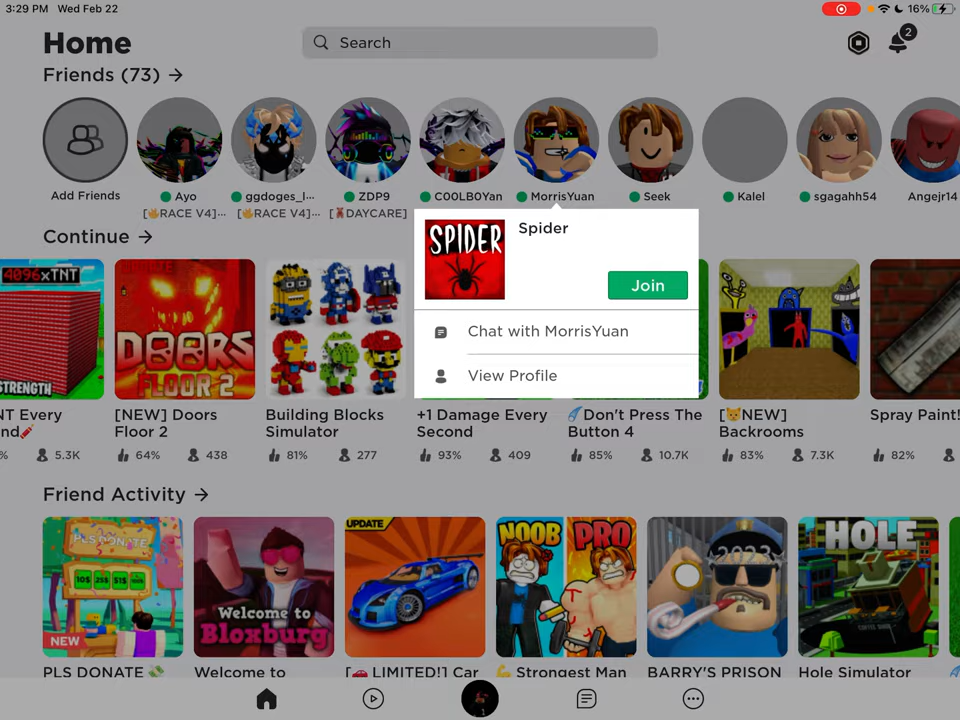 3:29 PM Wed Feb 22
16%
Home
Search
2
Friends (73) →
Add Friends
Ayo
ggdoges_l...
ZDP9
C00LB0Yan
MorrisYuan
Seek
Kalel
sgagahh54
Angejr14
[🔥RACE V4]...
[🔥RACE V4]...
[🧸DAYCARE]
Continue →
SPIDER
Spider
Join
Chat with MorrisYuan
View Profile
4096xTNT
STRENGTH
DOORS
FLOOR 2
NT Every
nd🧨
[NEW] Doors
Floor 2
Building Blocks
Simulator
+1 Damage Every
Second
Don't Press The
Button 4
[🐱NEW]
Backrooms
Spray Paint!
%
5.3K
64%
438
81%
277
93%
409
85%
10.7K
83%
7.3K
82%
Friend Activity →
PLS DONATE
10$ 25$ $1$
NEW
Welcome to
Bloxburg
UPDATE
NOOB PRO
2023
HOLE
PLS DONATE 💸
Welcome to
[🚗 LIMITED!] Car
💪 Strongest Man
BARRY'S PRISON
Hole Simulator
1